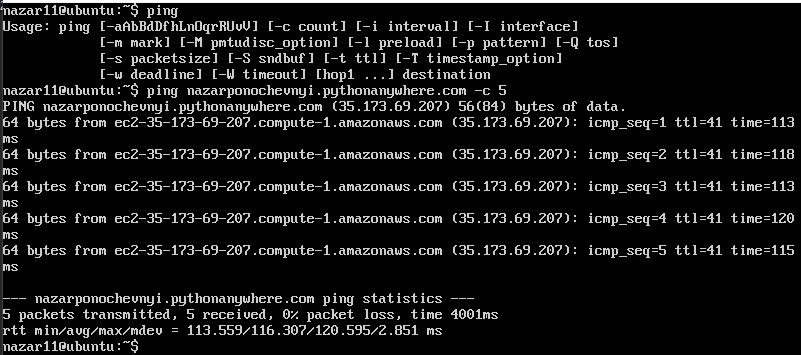 nazar11@ubuntu:~$ ping
Usage: ping [-aAbBdDfhLnOqrRUvV] [-c count] [-i interval] [-I interface]
            [-m mark] [-M pmtudisc_option] [-l preload] [-p pattern] [-Q tos]
            [-s packetsize] [-S sndbuf] [-t ttl] [-T timestamp_option]
            [-w deadline] [-W timeout] [hop1 ...] destination
nazar11@ubuntu:~$ ping nazarponochevnyi.pythonanywhere.com -c 5
PING nazarponochevnyi.pythonanywhere.com (35.173.69.207) 56(84) bytes of data.
64 bytes from ec2-35-173-69-207.compute-1.amazonaws.com (35.173.69.207): icmp_seq=1 ttl=41 time=113
ms
64 bytes from ec2-35-173-69-207.compute-1.amazonaws.com (35.173.69.207): icmp_seq=2 ttl=41 time=118
ms
64 bytes from ec2-35-173-69-207.compute-1.amazonaws.com (35.173.69.207): icmp_seq=3 ttl=41 time=113
ms
64 bytes from ec2-35-173-69-207.compute-1.amazonaws.com (35.173.69.207): icmp_seq=4 ttl=41 time=120
ms
64 bytes from ec2-35-173-69-207.compute-1.amazonaws.com (35.173.69.207): icmp_seq=5 ttl=41 time=115
ms

--- nazarponochevnyi.pythonanywhere.com ping statistics ---
5 packets transmitted, 5 received, 0% packet loss, time 4001ms
rtt min/avg/max/mdev = 113.559/116.307/120.595/2.851 ms
nazar11@ubuntu:~$